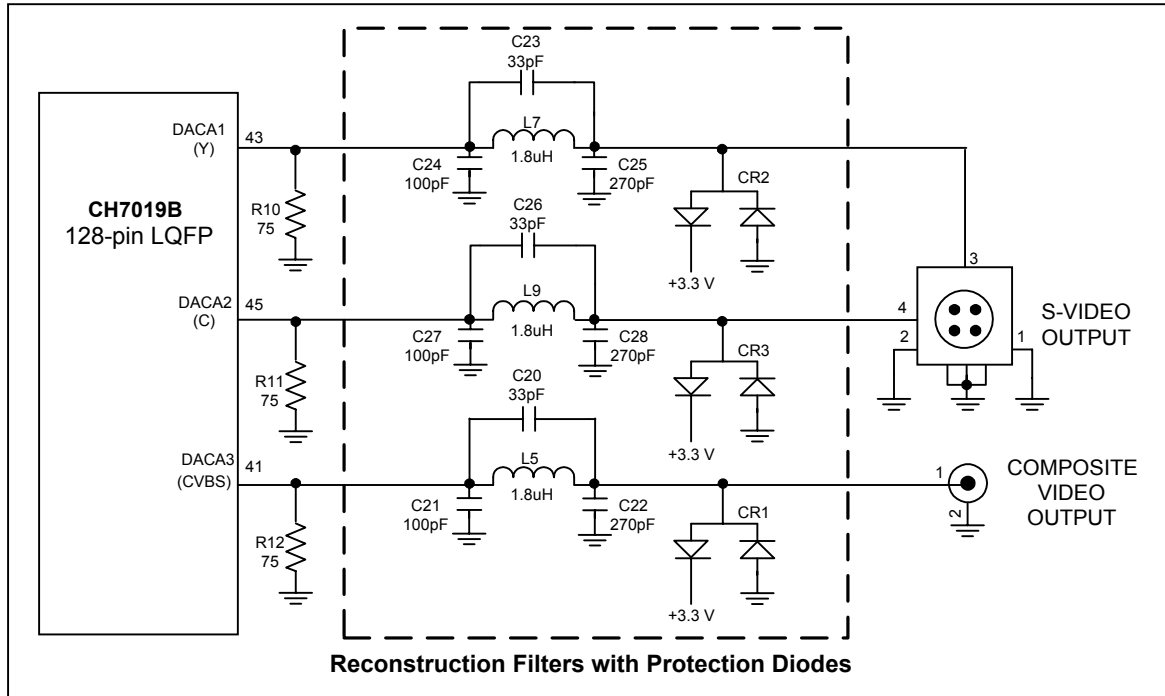 C23
33pF
DACA1
(Y)
43
L7
1.8uH
C24
100pF
C25
270pF
CR2
R10
75
CH7019B
128-pin LQFP
C26
33pF
+3.3 V
3
DACA2
(C)
45
L9
1.8uH
C27
100pF
C28
270pF
CR3
4
2
1
S-VIDEO
OUTPUT
R11
75
C20
33pF
+3.3 V
DACA3
(CVBS)
41
L5
1.8uH
C21
100pF
C22
270pF
CR1
1
2
COMPOSITE
VIDEO
OUTPUT
R12
75
+3.3 V
Reconstruction Filters with Protection Diodes